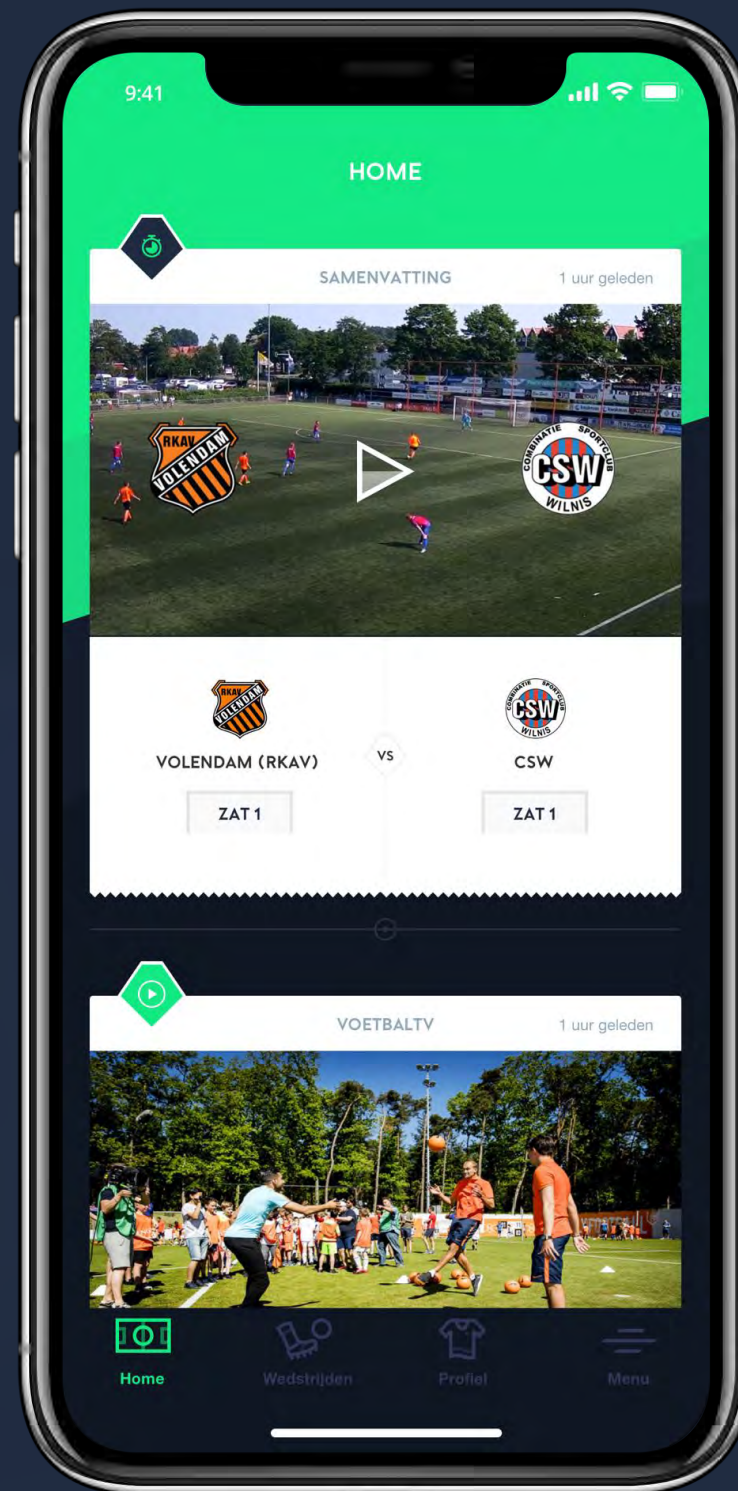 9:41
HOME
SAMENVATTING
1 uur geleden
RKAV
VOLENDAM
COMBINATIE SPORTCLUB
CSW
WILNIS
RKAV
VOLENDAM
COMBINATIE SPORTCLUB
CSW
WILNIS
VOLENDAM (RKAV)
VS
CSW
ZAT 1
ZAT 1
VOETBALTV
1 uur geleden
Home
Wedstrijden
Profiel
Menu